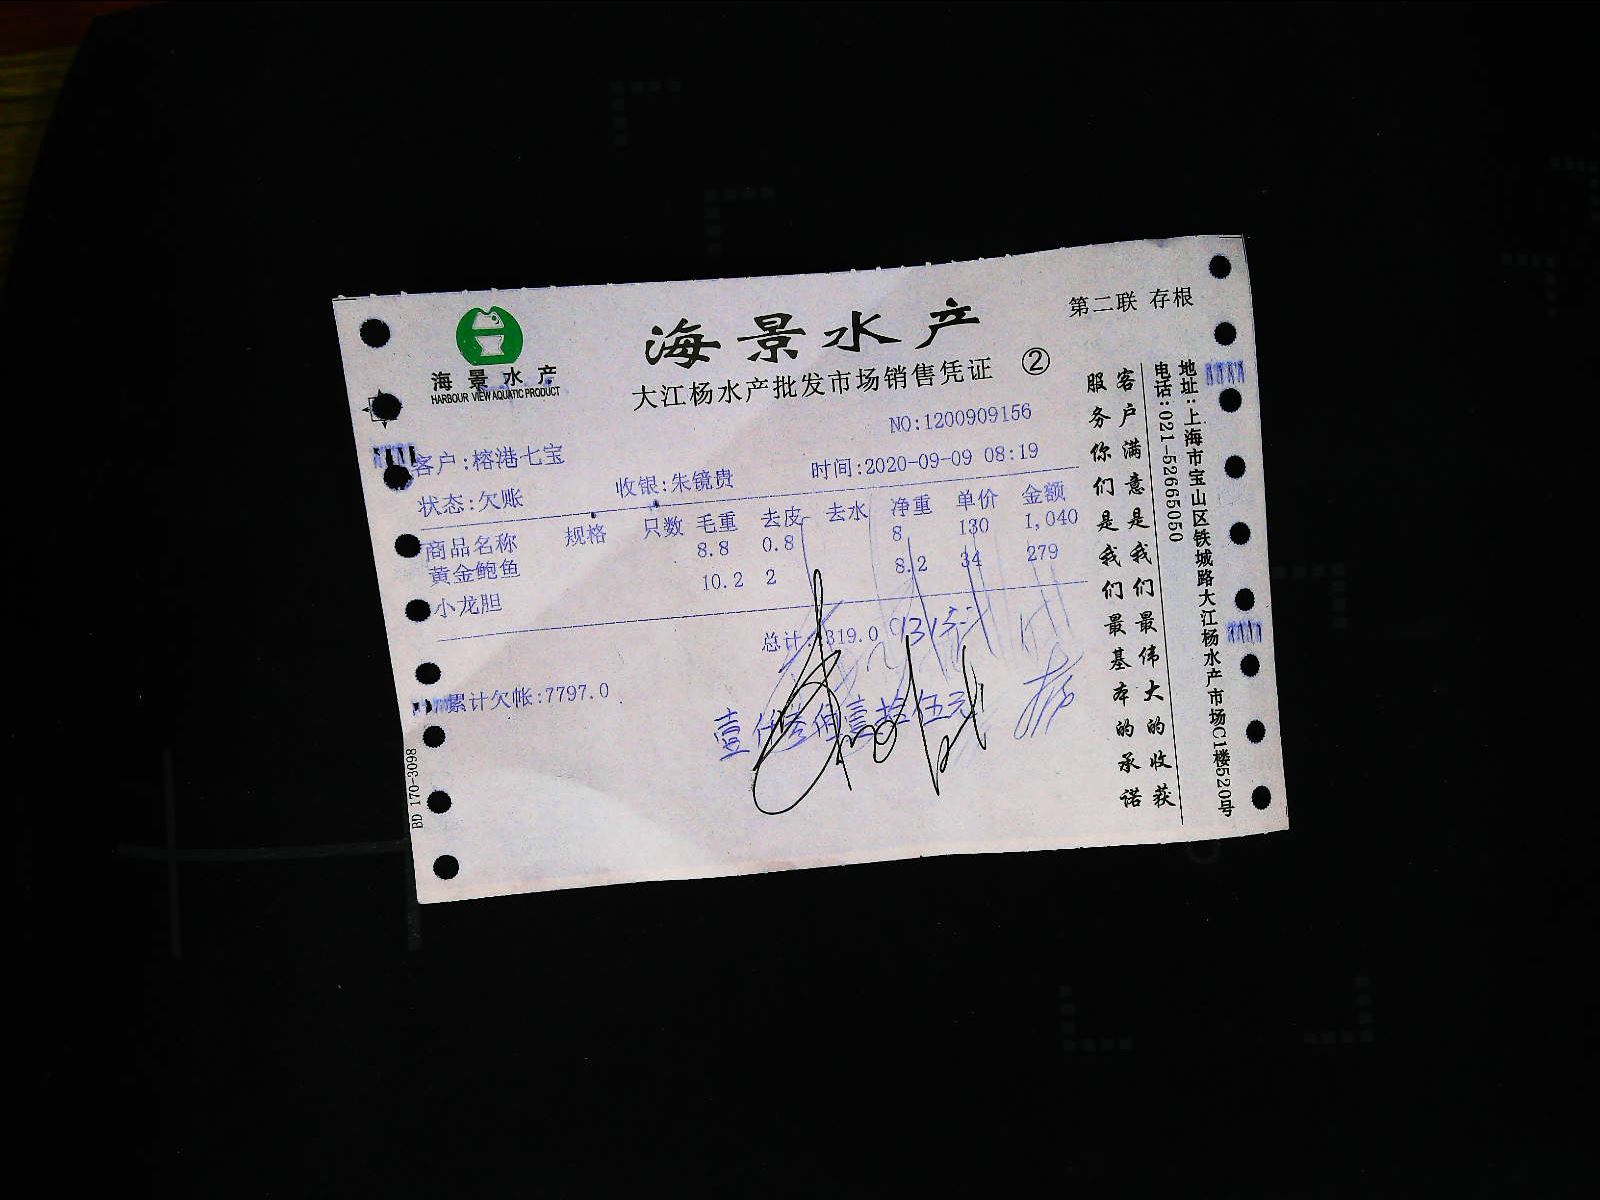 第二联 存根
海景水产
海景水产
HARBOUR VIEW AQUATIC PRODUCT
大江杨水产批发市场销售凭证 ②
NO:1200909156
客户:榕港七宝
状态:欠账 收银:朱镜贵 时间:2020-09-09 08:19
商品名称 规格 只数 毛重 去皮 去水 净重 单价 金额
黄金鲍鱼 8.8 0.8 8 130 1,040
小龙胆 10.2 2 8.2 34 279
总计: 319.0
累计欠帐:7797.0
壹仟叁佰壹拾伍元
BD 170-3098
客户满意是我们最伟大的收获
服务你们是我们最基本的承诺
地址:上海市宝山区铁城路大江杨水产市场C1楼520号
电话:021-52665050